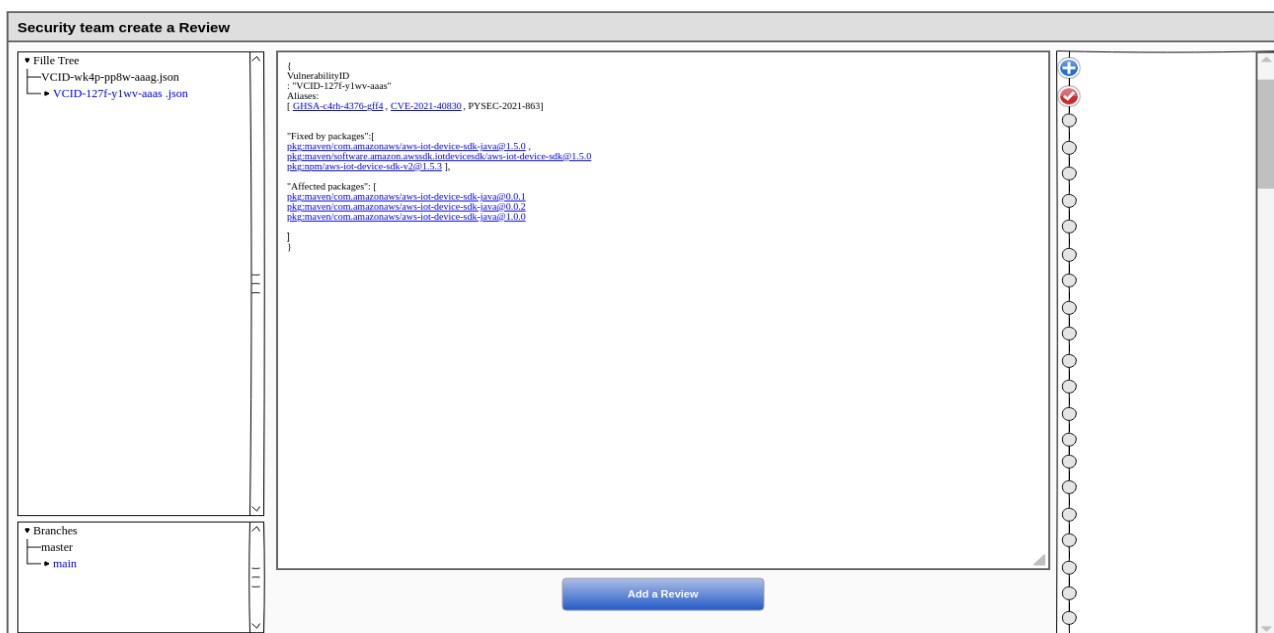 Security team create a Review
Fille Tree
VCID-wk4p-pp8w-aaag.json
VCID-127f-y1wv-aaas .json
{
VulnerabilityID
: "VCID-127f-y1wv-aaas"
Aliases:
[ GHSA-c4rh-4376-gff4 , CVE-2021-40830 , PYSEC-2021-863]
"Fixed by packages":[
pkg:maven/com.amazonaws/aws-iot-device-sdk-java@1.5.0 ,
pkg:maven/software.amazon.awssdk.iotdevicesdk/aws-iot-device-sdk@1.5.0
pkg:npm/aws-iot-device-sdk-v2@1.5.3 ],
"Affected packages": [
pkg:maven/com.amazonaws/aws-iot-device-sdk-java@0.0.1
pkg:maven/com.amazonaws/aws-iot-device-sdk-java@0.0.2
pkg:maven/com.amazonaws/aws-iot-device-sdk-java@1.0.0
]
}
Branches
master
main
Add a Review